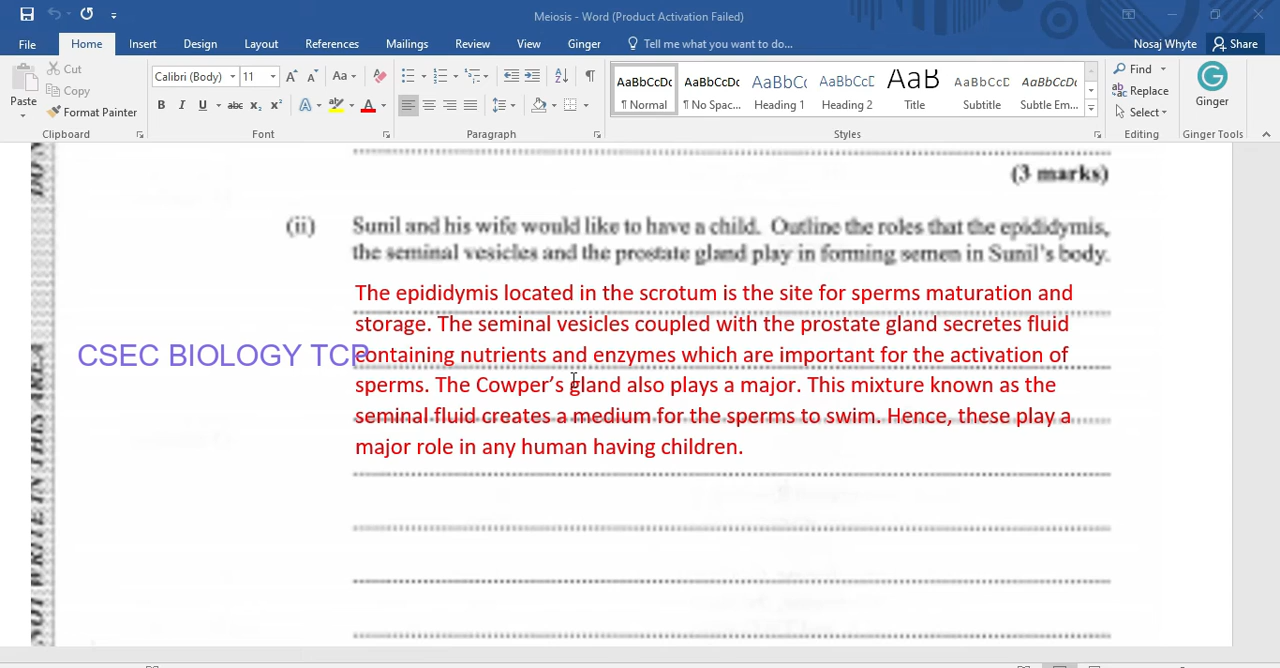 Meiosis - Word (Product Activation Failed)
File Home Insert Design Layout References Mailings Review View Ginger Tell me what you want to do... Nosaj Whyte Share
Cut
Copy
Format Painter
Paste
Clipboard
Calibri (Body) 11
Font
Paragraph
AaBbCcDc AaBbCcDc AaBbCc AaBbCcD AaB AaBbCcD AaBbCcDc
¶ Normal ¶ No Spac... Heading 1 Heading 2 Title Subtitle Subtle Em...
Styles
Find
Replace
Select
Editing
Ginger
Ginger Tools
(3 marks)
(ii) Sunil and his wife would like to have a child. Outline the roles that the epididymis,
the seminal vesicles and the prostate gland play in forming semen in Sunil's body.
The epididymis located in the scrotum is the site for sperms maturation and
storage. The seminal vesicles coupled with the prostate gland secretes fluid
CSEC BIOLOGY TCP
containing nutrients and enzymes which are important for the activation of
sperms. The Cowper's gland also plays a major. This mixture known as the
seminal fluid creates a medium for the sperms to swim. Hence, these play a
major role in any human having children.
NOT WRITE IN THIS AREA